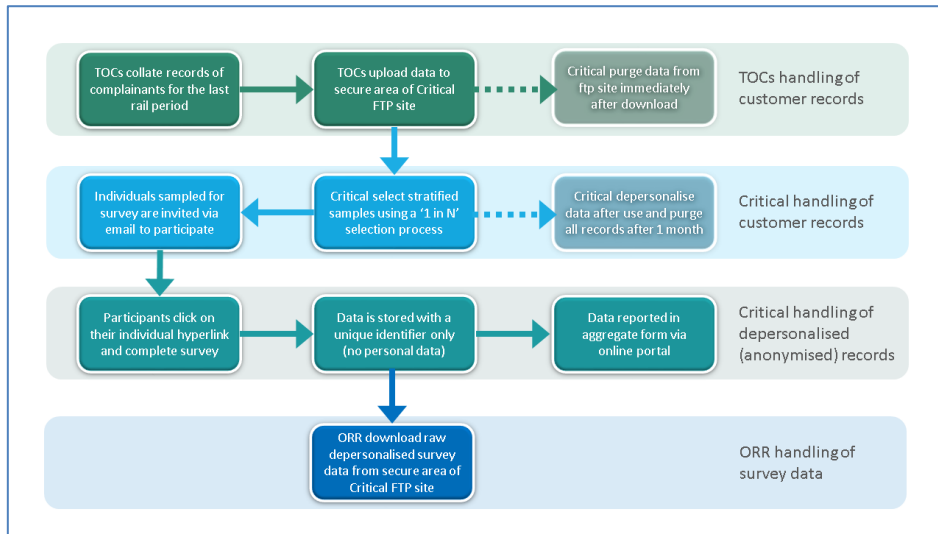 TOCs collate records of
complainants for the last
rail period
TOCs upload data to
secure area of Critical
FTP site
Critical purge data from
ftp site immediately
after download
TOCs handling of
customer records
Individuals sampled for
survey are invited via
email to participate
Critical select stratified
samples using a '1 in N'
selection process
Critical depersonalise
data after use and purge
all records after 1 month
Critical handling of
customer records
Participants click on
their individual hyperlink
and complete survey
Data is stored with a
unique identifier only
(no personal data)
Data reported in
aggregate form via
online portal
Critical handling of
depersonalised
(anonymised) records
ORR download raw
depersonalised survey
data from secure area of
Critical FTP site
ORR handling of
survey data